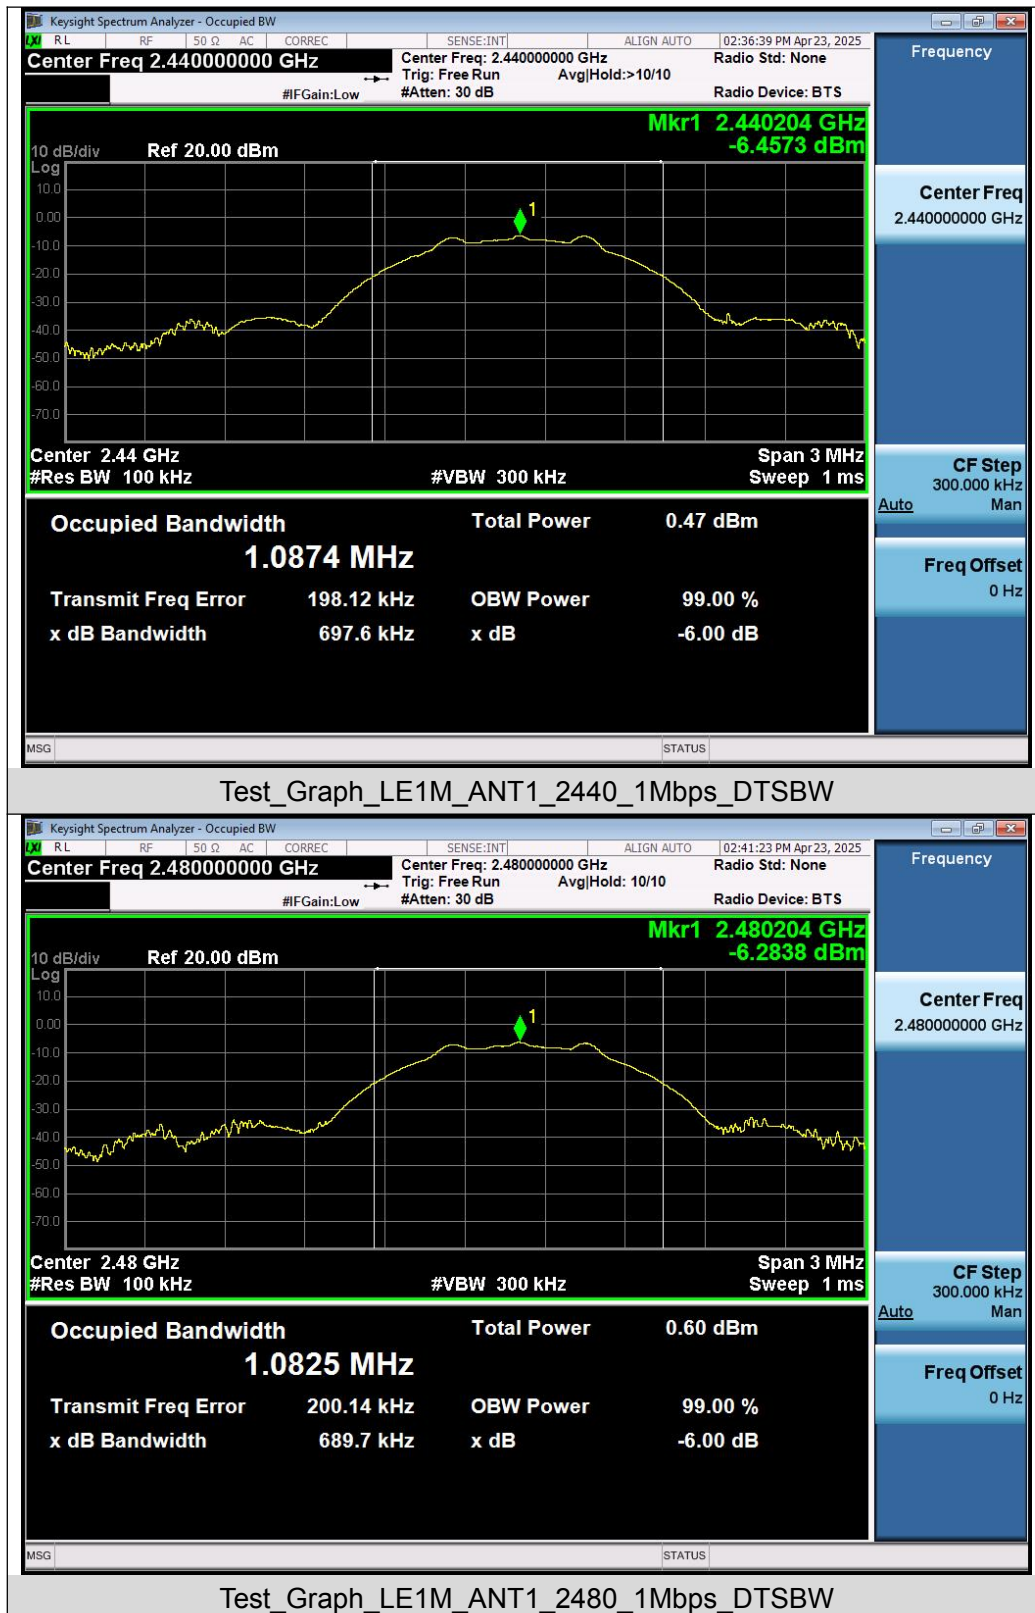 Keysight Spectrum Analyzer - Occupied BW
LXI RL RF 50 Ω AC CORREC SENSE:INT ALIGN AUTO 02:36:39 PM Apr 23, 2025
Center Freq 2.440000000 GHz Center Freq: 2.440000000 GHz Radio Std: None Frequency
Trig: Free Run Avg|Hold:>10/10
#IFGain:Low #Atten: 30 dB Radio Device: BTS
Mkr1 2.440204 GHz
10 dB/div Ref 20.00 dBm -6.4573 dBm
Log
10.0
0.00
-10.0
-20.0
-30.0
-40.0
-50.0
-60.0
-70.0
1
Center Freq
2.440000000 GHz
Center 2.44 GHz Span 3 MHz
#Res BW 100 kHz #VBW 300 kHz Sweep 1 ms
CF Step
300.000 kHz
Auto Man
Occupied Bandwidth Total Power 0.47 dBm
1.0874 MHz
Freq Offset
0 Hz
Transmit Freq Error 198.12 kHz OBW Power 99.00 %
x dB Bandwidth 697.6 kHz x dB -6.00 dB
MSG STATUS
Test_Graph_LE1M_ANT1_2440_1Mbps_DTSBW
Keysight Spectrum Analyzer - Occupied BW
LXI RL RF 50 Ω AC CORREC SENSE:INT ALIGN AUTO 02:41:23 PM Apr 23, 2025
Center Freq 2.480000000 GHz Center Freq: 2.480000000 GHz Radio Std: None Frequency
Trig: Free Run Avg|Hold: 10/10
#IFGain:Low #Atten: 30 dB Radio Device: BTS
Mkr1 2.480204 GHz
10 dB/div Ref 20.00 dBm -6.2838 dBm
Log
10.0
0.00
-10.0
-20.0
-30.0
-40.0
-50.0
-60.0
-70.0
1
Center Freq
2.480000000 GHz
Center 2.48 GHz Span 3 MHz
#Res BW 100 kHz #VBW 300 kHz Sweep 1 ms
CF Step
300.000 kHz
Auto Man
Occupied Bandwidth Total Power 0.60 dBm
1.0825 MHz
Freq Offset
0 Hz
Transmit Freq Error 200.14 kHz OBW Power 99.00 %
x dB Bandwidth 689.7 kHz x dB -6.00 dB
MSG STATUS
Test_Graph_LE1M_ANT1_2480_1Mbps_DTSBW